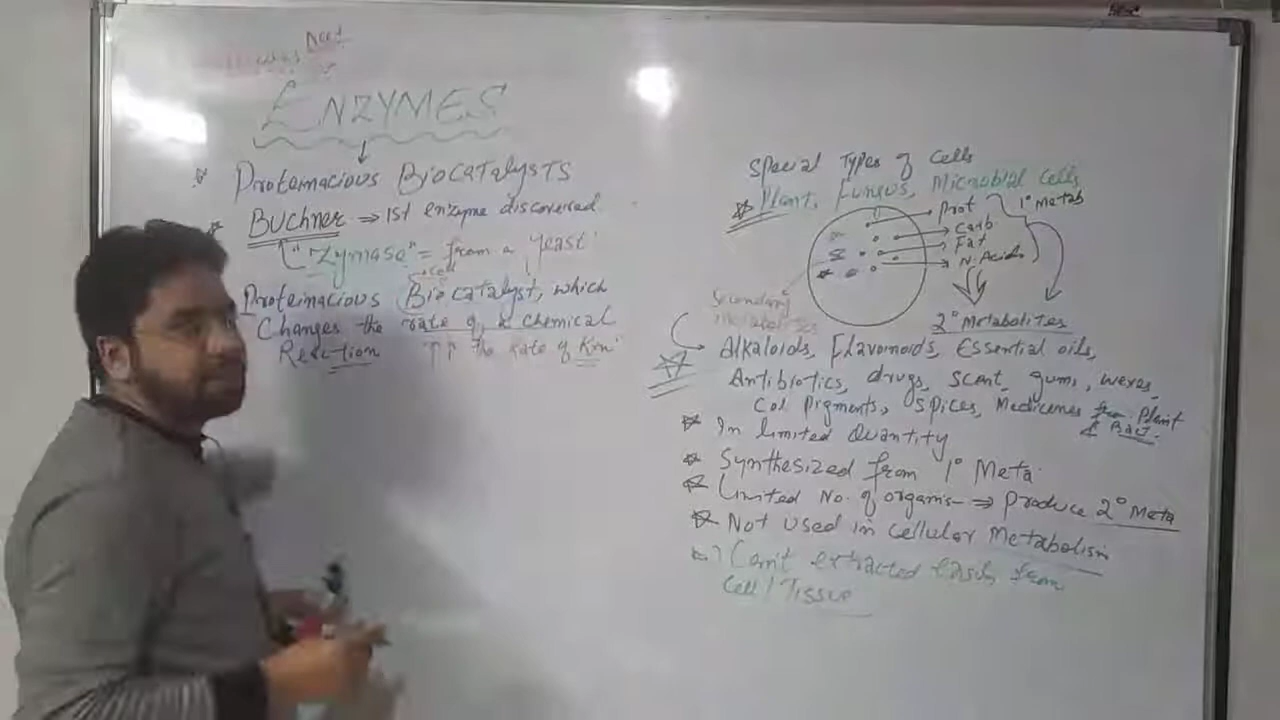 ENZYMES
Proteinacious Biocatalysts
Buchner ⇒ 1st enzyme discovered
"Zymase" = from a yeast
cell
Proteinacious Biocatalyst, which
Changes the rate of a chemical
Reaction ↑↑ the rate of Rxn
Special Types of Cells
Plant, Fungus, Microbial Cells
Prot
1° Metab
Carb
Fat
N. Acids
Secondary
Metabolites
2° Metabolites
Alkaloids, Flavonoids, Essential oils,
Antibiotics, drugs, Scent, gums, wexes
Col Pigments, Spices, Medicenes from Plant
& Bact.
In limited Quantity
Synthesized from 1° Meta.
Limited No. of organis— ⇒ Produce 2° Meta
Not used in cellular Metabolism
Can't extracted easily from
Cell / Tissue